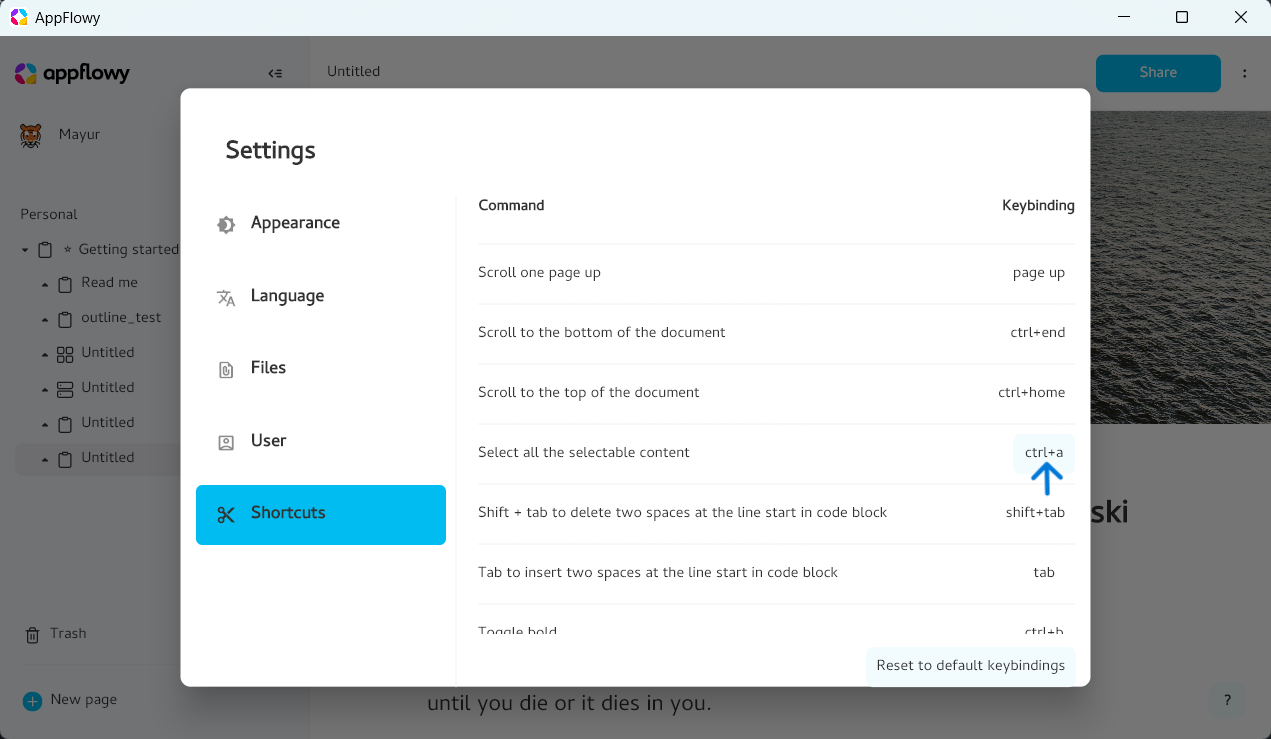 AppFlowy
appflowy
Untitled
Share
Mayur
Personal
Getting started
Read me
outline_test
Untitled
Untitled
Untitled
Untitled
Trash
New page
Settings
Appearance
Language
Files
User
Shortcuts
Command Keybinding
Scroll one page up page up
Scroll to the bottom of the document ctrl+end
Scroll to the top of the document ctrl+home
Select all the selectable content ctrl+a
Shift + tab to delete two spaces at the line start in code block shift+tab
Tab to insert two spaces at the line start in code block tab
Toggle bold ctrl+b
Reset to default keybindings
ski
until you die or it dies in you.
?